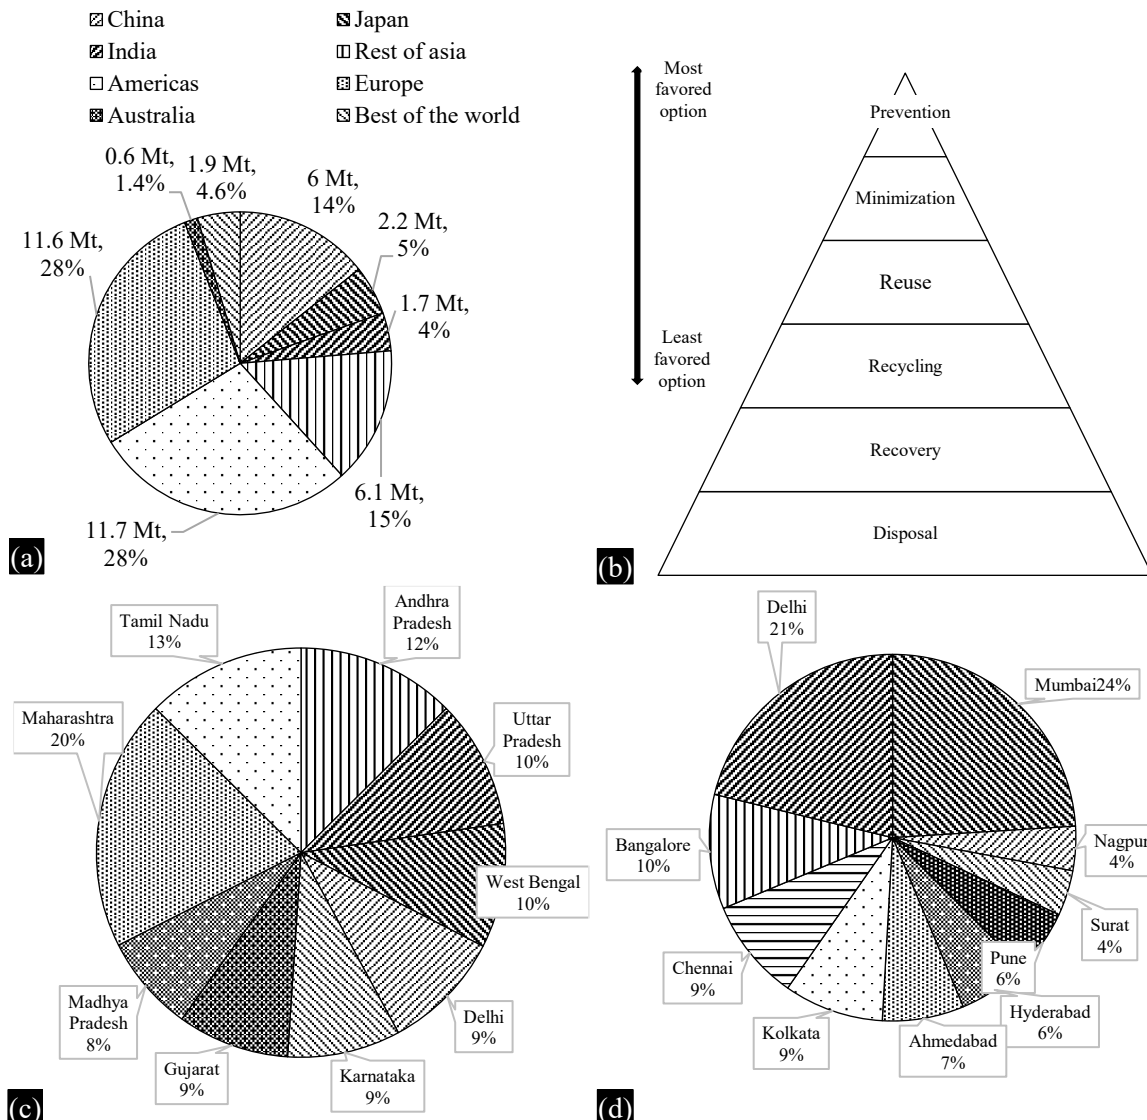 China
Japan
India
Rest of asia
Americas
Europe
Australia
Best of the world
0.6 Mt,
1.4%
1.9 Mt,
4.6%
6 Mt,
14%
2.2 Mt,
5%
1.7 Mt,
4%
6.1 Mt,
15%
11.7 Mt,
28%
11.6 Mt,
28%
(a)
Most
favored
option
Least
favored
option
Prevention
Minimization
Reuse
Recycling
Recovery
Disposal
(b)
Tamil Nadu
13%
Andhra
Pradesh
12%
Uttar
Pradesh
10%
West Bengal
10%
Delhi
9%
Karnataka
9%
Gujarat
9%
Madhya
Pradesh
8%
Maharashtra
20%
(c)
Delhi
21%
Mumbai24%
Nagpur
4%
Surat
4%
Pune
6%
Hyderabad
6%
Ahmedabad
7%
Kolkata
9%
Chennai
9%
Bangalore
10%
(d)